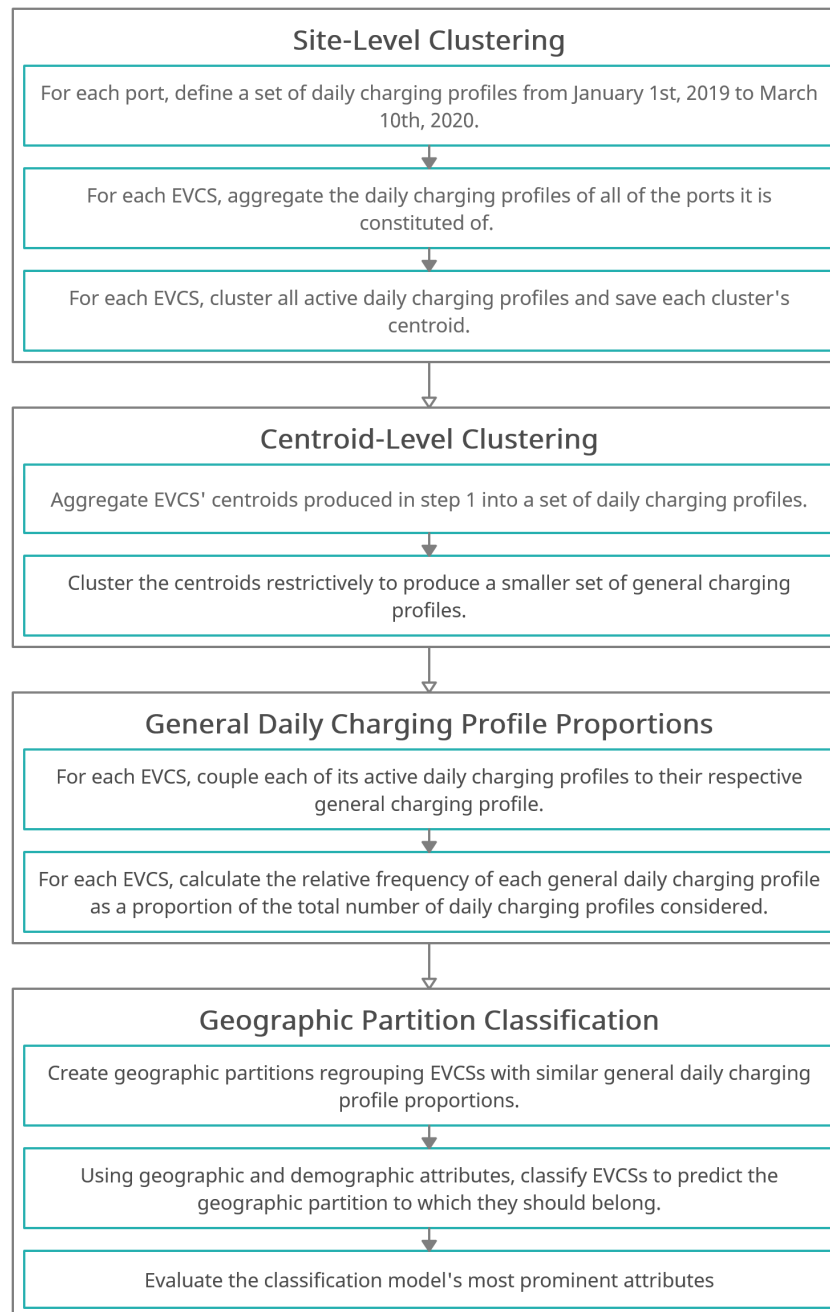 Site-Level Clustering
For each port, define a set of daily charging profiles from January 1st, 2019 to March
10th, 2020.
For each EVCS, aggregate the daily charging profiles of all of the ports it is
constituted of.
For each EVCS, cluster all active daily charging profiles and save each cluster's
centroid.
Centroid-Level Clustering
Aggregate EVCS' centroids produced in step 1 into a set of daily charging profiles.
Cluster the centroids restrictively to produce a smaller set of general charging
profiles.
General Daily Charging Profile Proportions
For each EVCS, couple each of its active daily charging profiles to their respective
general charging profile.
For each EVCS, calculate the relative frequency of each general daily charging profile
as a proportion of the total number of daily charging profiles considered.
Geographic Partition Classification
Create geographic partitions regrouping EVCSs with similar general daily charging
profile proportions.
Using geographic and demographic attributes, classify EVCSs to predict the
geographic partition to which they should belong.
Evaluate the classification model's most prominent attributes